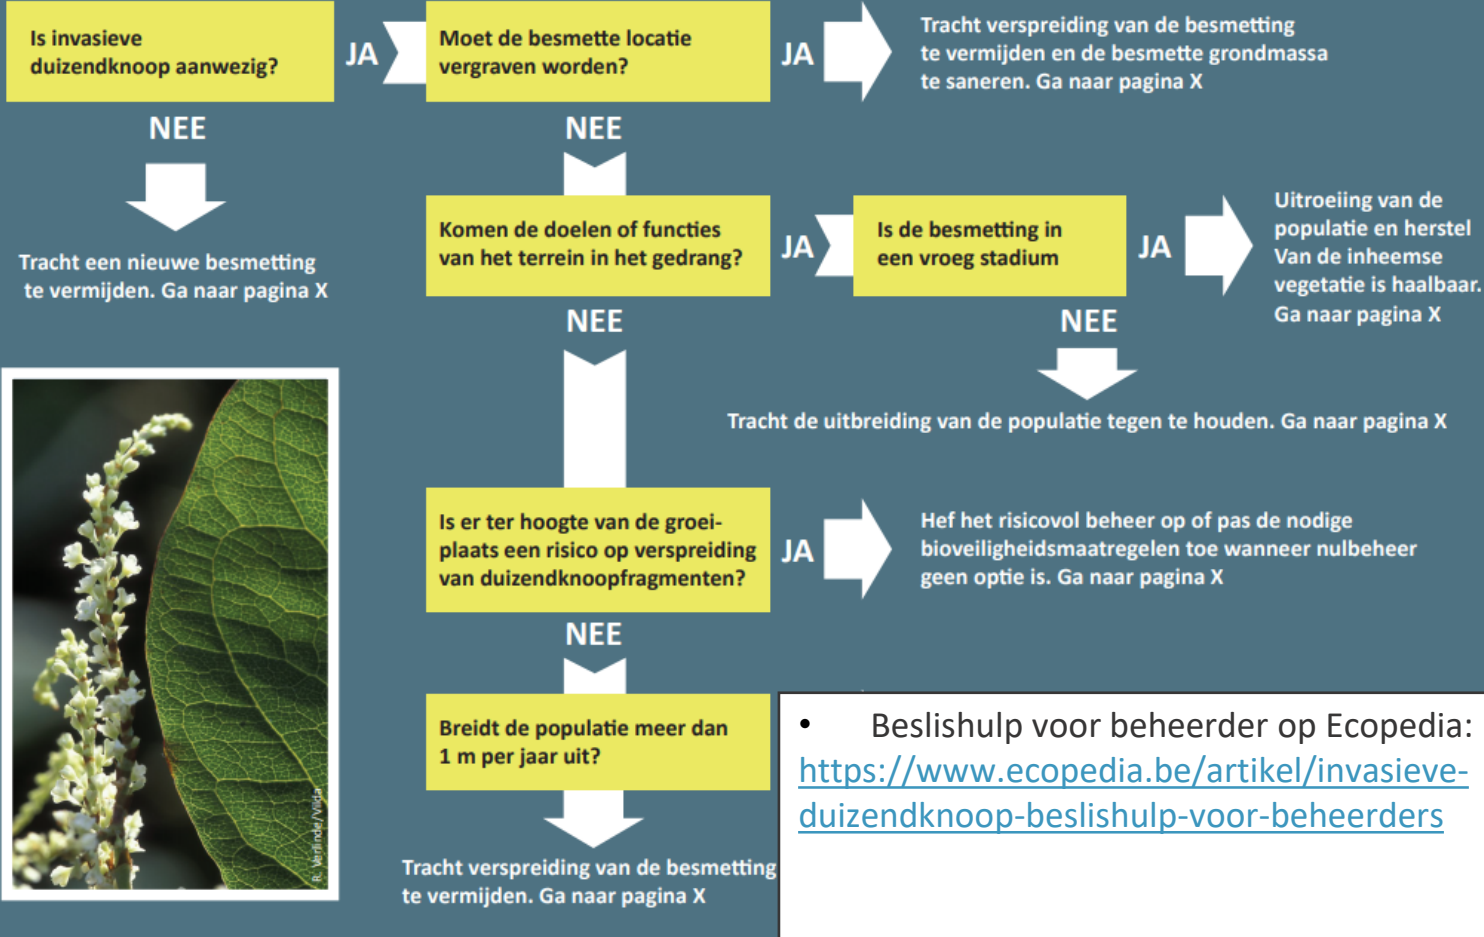 Is invasieve
duizendknoop aanwezig?
JA
Moet de besmette locatie
vergraven worden?
JA
Tracht verspreiding van de besmetting
te vermijden en de besmette grondmassa
te saneren. Ga naar pagina X
NEE
NEE
Tracht een nieuwe besmetting
te vermijden. Ga naar pagina X
Komen de doelen of functies
van het terrein in het gedrang?
JA
Is de besmetting in
een vroeg stadium
JA
Uitroeiing van de
populatie en herstel
Van de inheemse
vegetatie is haalbaar.
Ga naar pagina X
NEE
NEE
Tracht de uitbreiding van de populatie tegen te houden. Ga naar pagina X
Is er ter hoogte van de groei-
plaats een risico op verspreiding
van duizendknoopfragmenten?
JA
Hef het risicovol beheer op of pas de nodige
bioveiligheidsmaatregelen toe wanneer nulbeheer
geen optie is. Ga naar pagina X
NEE
Breidt de populatie meer dan
1 m per jaar uit?
Tracht verspreiding van de besmetting
te vermijden. Ga naar pagina X
• Beslishulp voor beheerder op Ecopedia:
https://www.ecopedia.be/artikel/invasieve-
duizendknoop-beslishulp-voor-beheerders
R. Verlinde/Vilda